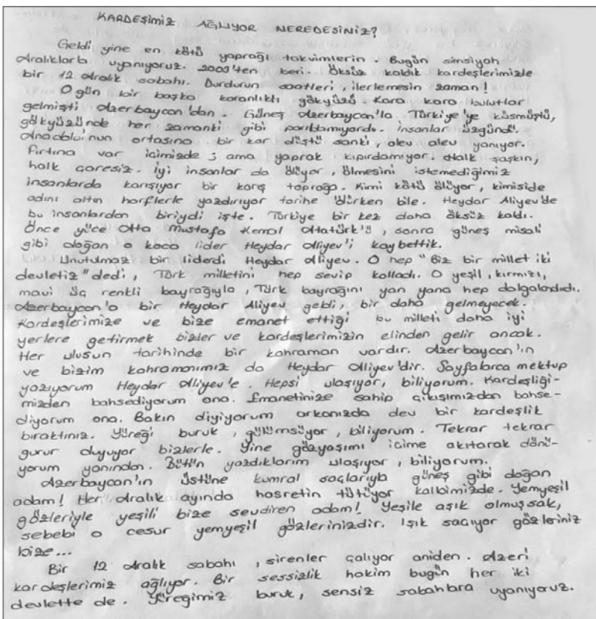 KARDEŞİMİZ AĞLIYOR NEREDESİNİZ?
Geldi yine en kötü yaprağı takvimlerin. Bugün simsiyah
Aralıklarla uyanıyoruz. 2003'ten beri. Öksüz kaldık kardeşlerimizle
bir 12 Aralık sabahı. Durdurun saatleri, ilerlemesin zaman!
O gün bir başka karanlıktı gökyüzü. Kara kara bulutlar
gelmişti Azerbaycan'dan. Güneş Azerbaycan'la Türkiye'ye küsmüştü,
gökyüzünde her zamanki gibi parıldamıyordu. İnsanlar üzgündü.
Anadolu'nun ortasına bir kar düştü sanki, alev alev yanıyor.
Fırtına var içimizde; ama yaprak kıpırdamıyor. Halk şaşkın,
halk çaresiz. İyi insanlar da ölüyor, ölmesini istemediğimiz
insanlarda karışıyor bir karış toprağa. Kimi kötü ölüyor, kimiside
adını altın harflerle yazdırıyor tarihe ölürken bile. Heydar Aliyev'de
bu insanlardan biriydi işte. Türkiye bir kez daha öksüz kaldı.
Önce yüce Ata Mustafa Kemal Atatürk'ü, sonra güneş misali
gibi doğan o koca lider Heydar Aliyev'i kaybettik.
Unutulmaz bir liderdi Heydar Aliyev. O hep "Biz bir millet iki
devletiz" dedi, Türk milletini hep sevip kolladı. O yeşil, kırmızı,
mavi üç renkli bayrağıyla, Türk bayrağını yan yana hep dalgalandırdı.
Azerbaycan'a bir Heydar Aliyev geldi, bir daha gelmeyecek.
Kardeşlerimize ve bize emanet ettiği bu milleti daha iyi
yerlere getirmek bizler ve kardeşlerimizin elinden gelir ancak.
Her ulusun tarihinde bir kahraman vardır. Azerbaycan'ın
ve bizim kahramanımız da Heydar Aliyev'dir. Sayfalarca mektup
yazıyorum Heydar Aliyev'e. Hepsi ulaşıyor, biliyorum. Kardeşliği-
mizden bahsediyorum ona. Emanetinize sahip çıkışımızdan bahse-
diyorum ona. Bakın diyiyorum arkanızda dev bir kardeşlik
bıraktınız. Yüreği buruk, gülümsüyor, biliyorum. Tekrar tekrar
gurur duyuyor bizlerle. Yine gözyaşımı içime akıtarak dönü-
yorum yanından. Bütün yazdıklarım ulaşıyor, biliyorum.
Azerbaycan'ın üstüne kumral saçlarıyla güneş gibi doğan
adam! Her Aralık ayında hasretin tütüyor kalbimizde. Yemyeşil
gözleriyle yeşili bize sevdiren adam! Yeşile aşık olmuşsak,
sebebi o cesur yemyeşil gözlerinizdir. Işık saçıyor gözleriniz
bize...
Bir 12 Aralık sabahı, sirenler çalıyor aniden. Azeri
kardeşlerimiz ağlıyor. Bir sessizlik hakim bugün her iki
devlette de. Yüreğimiz buruk, sensiz sabahlara uyanıyoruz.